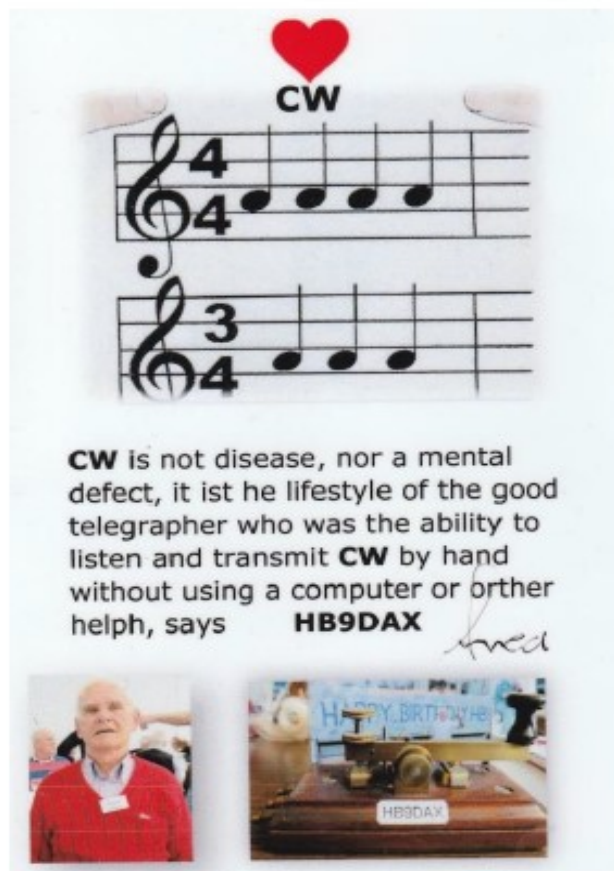 CW
4
4
3
4
CW is not disease, nor a mental
defect, it ist he lifestyle of the good
telegrapher who was the ability to
listen and transmit CW by hand
without using a computer or orther
helph, says HB9DAX
HAPPY BIRTHDAY HB
HB9DAX